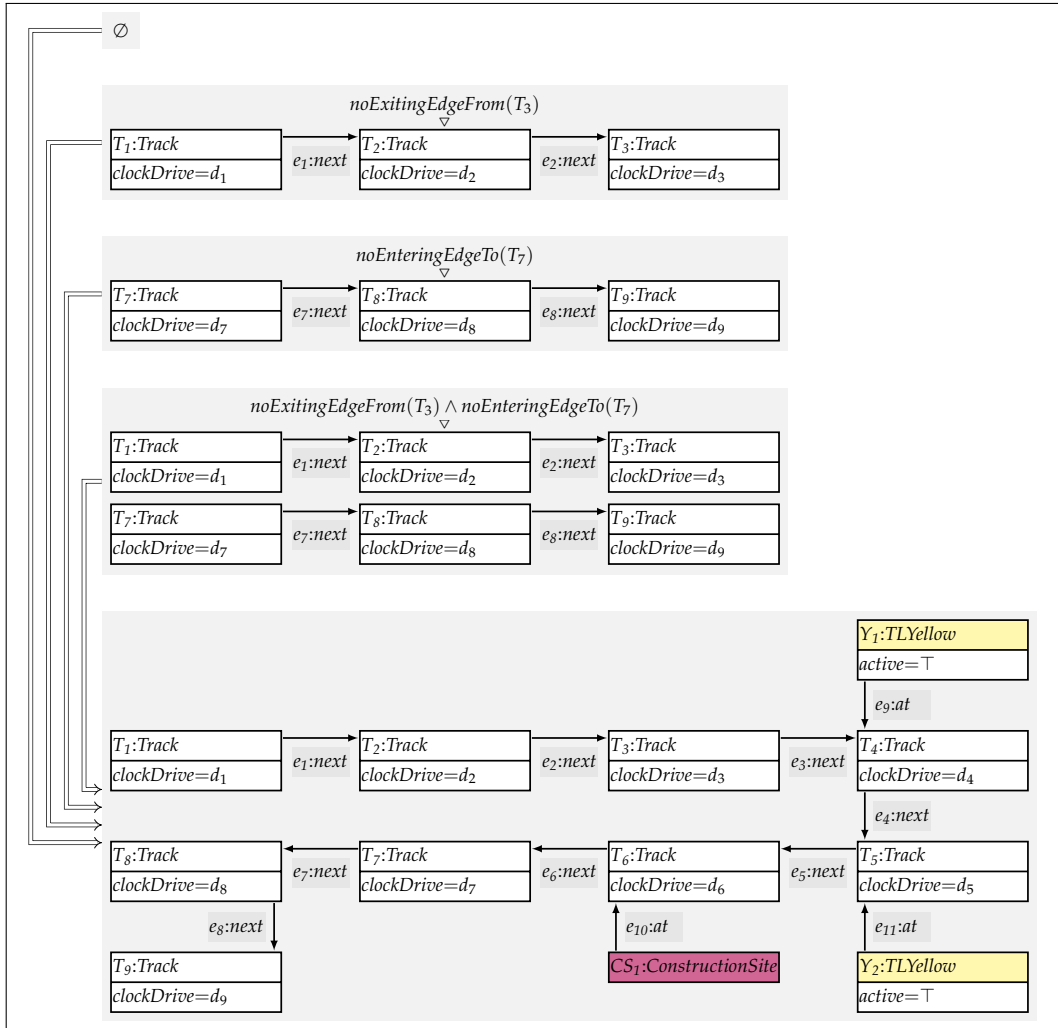 ∅
noExitingEdgeFrom(T₃)
▽
T₁:Track e₁:next T₂:Track e₂:next T₃:Track
clockDrive=d₁ clockDrive=d₂ clockDrive=d₃
noEnteringEdgeTo(T₇)
▽
T₇:Track e₇:next T₈:Track e₈:next T₉:Track
clockDrive=d₇ clockDrive=d₈ clockDrive=d₉
noExitingEdgeFrom(T₃) ∧ noEnteringEdgeTo(T₇)
▽
T₁:Track e₁:next T₂:Track e₂:next T₃:Track
clockDrive=d₁ clockDrive=d₂ clockDrive=d₃
T₇:Track e₇:next T₈:Track e₈:next T₉:Track
clockDrive=d₇ clockDrive=d₈ clockDrive=d₉
Y₁:TLYellow
active=⊤
e₉:at
T₁:Track e₁:next T₂:Track e₂:next T₃:Track e₃:next T₄:Track
clockDrive=d₁ clockDrive=d₂ clockDrive=d₃ clockDrive=d₄
e₄:next
T₈:Track e₇:next T₇:Track e₆:next T₆:Track e₅:next T₅:Track
clockDrive=d₈ clockDrive=d₇ clockDrive=d₆ clockDrive=d₅
e₈:next e₁₀:at e₁₁:at
T₉:Track CS₁:ConstructionSite Y₂:TLYellow
clockDrive=d₉ active=⊤